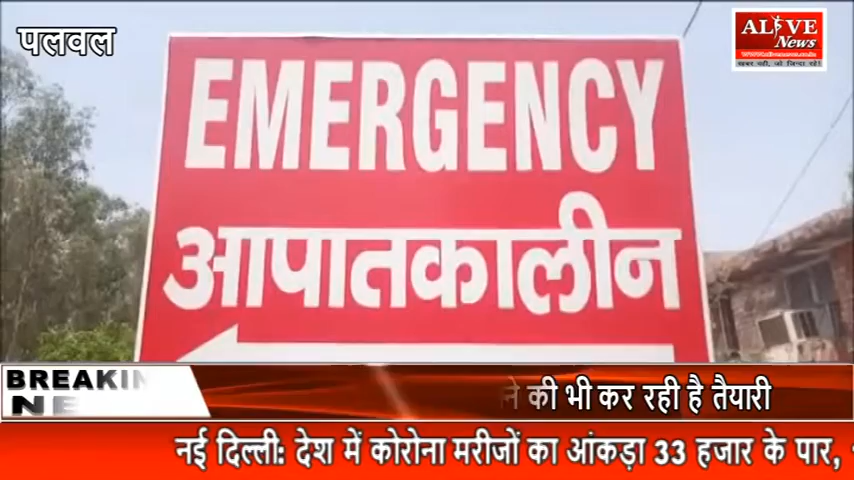 पलवल
ALIVE
News
EMERGENCY
आपातकालीन
BREAKIN
NE
की भी कर रही है तैयारी
नई दिल्ली: देश में कोरोना मरीजों का आंकड़ा 33 हजार के पार,